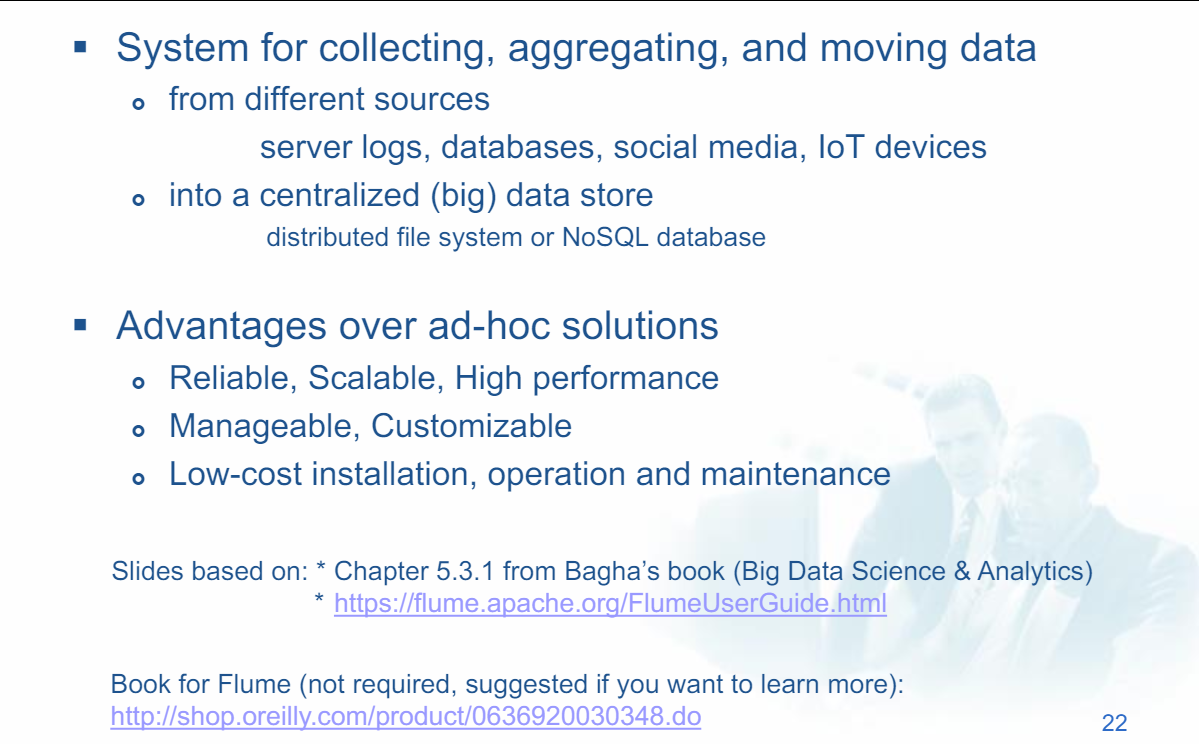 ▪ System for collecting, aggregating, and moving data
o from different sources
server logs, databases, social media, IoT devices
o into a centralized (big) data store
distributed file system or NoSQL database
▪ Advantages over ad-hoc solutions
o Reliable, Scalable, High performance
o Manageable, Customizable
o Low-cost installation, operation and maintenance
Slides based on: * Chapter 5.3.1 from Bagha's book (Big Data Science & Analytics)
* https://flume.apache.org/FlumeUserGuide.html
Book for Flume (not required, suggested if you want to learn more):
http://shop.oreilly.com/product/0636920030348.do
22